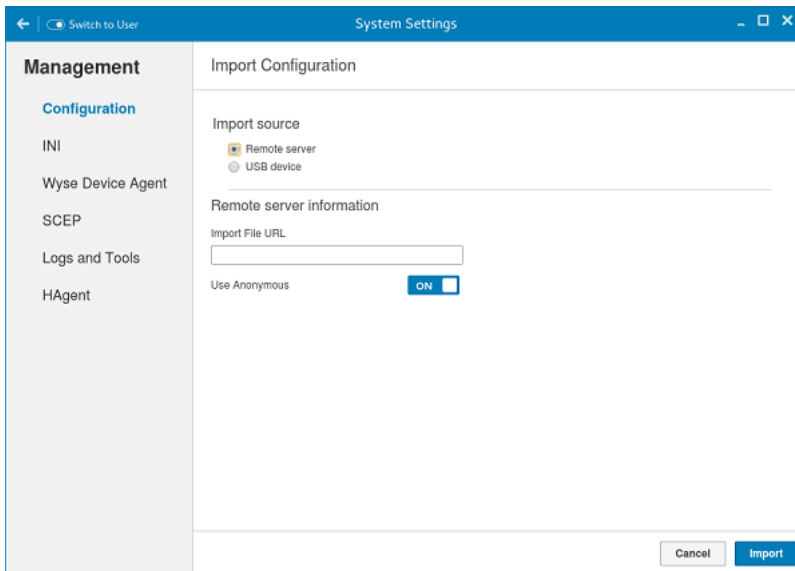 Switch to User
System Settings
Management
Configuration
INI
Wyse Device Agent
SCEP
Logs and Tools
HAgent
Import Configuration
Import source
Remote server
USB device
Remote server information
Import File URL
Use Anonymous
ON
Cancel
Import